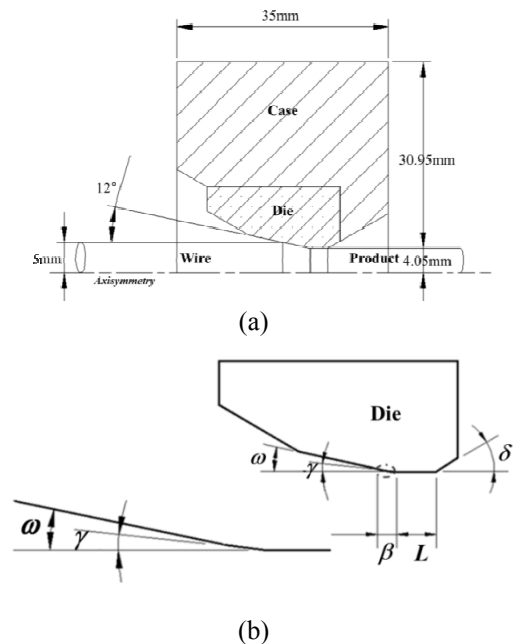 35mm
Case
30.95mm
12°
Die
5mm
Wire
Product
4.05mm
Axisymmetry
(a)
Die
ω
γ
δ
ω
γ
β
L
(b)